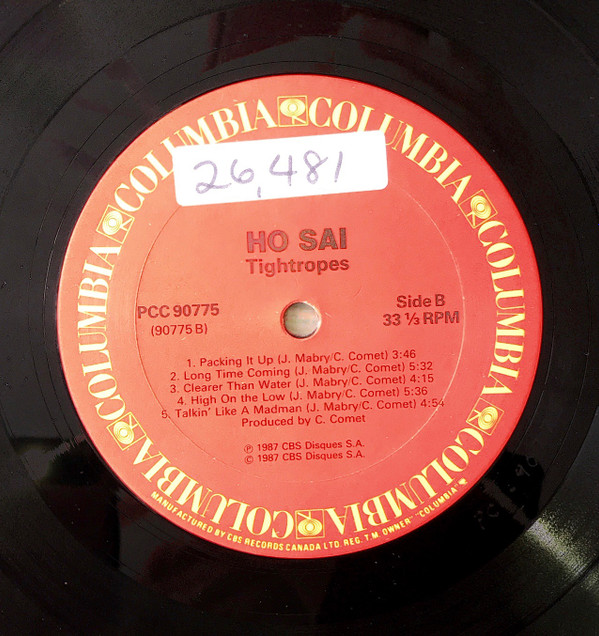 COLUMBIA COLUMBIA COLUMBIA COLUMBIA COLUMBIA COLUMBIA COLUMBIA COLUMBIA
26,481
HO SAI
Tightropes
PCC 90775
(90775 B)
Side B
33 ⅓ RPM
1. Packing It Up (J. Mabry/C. Comet) 3:46
2. Long Time Coming (J. Mabry/C. Comet) 5:32
3. Clearer Than Water (J. Mabry/C. Comet) 4:15
4. High On the Low (J. Mabry/C. Comet) 5:36
5. Talkin' Like A Madman (J. Mabry/C. Comet) 4:54
Produced by C. Comet
℗ 1987 CBS Disques S.A.
© 1987 CBS Disques S.A.
MANUFACTURED BY CBS RECORDS CANADA LTD. REG. T.M. OWNER "COLUMBIA"